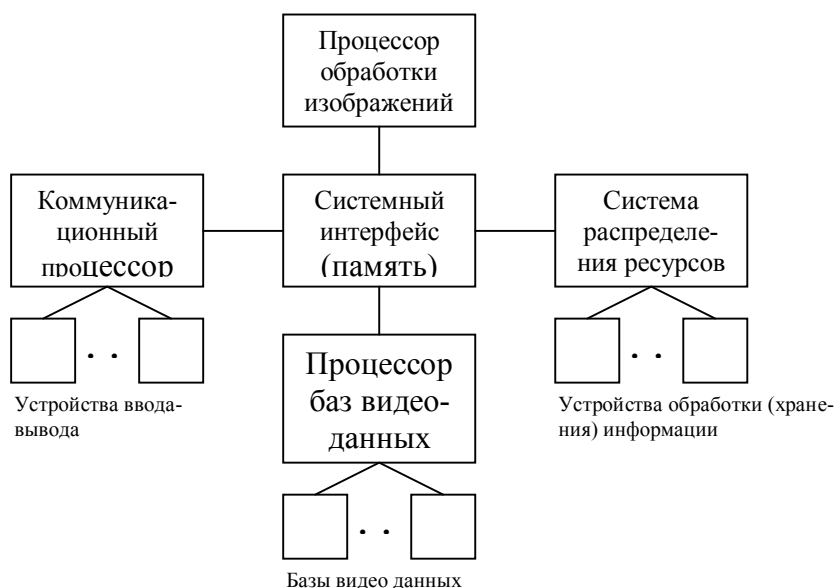 Процессор
обработки
изображений
Коммуника-
ционный
процессор
Системный
интерфейс
(память)
Система
распределе-
ния ресурсов
. .
. .
Устройства ввода-
вывода
Процессор
баз видео-
данных
Устройства обработки (хране-
ния) информации
. .
Базы видео данных